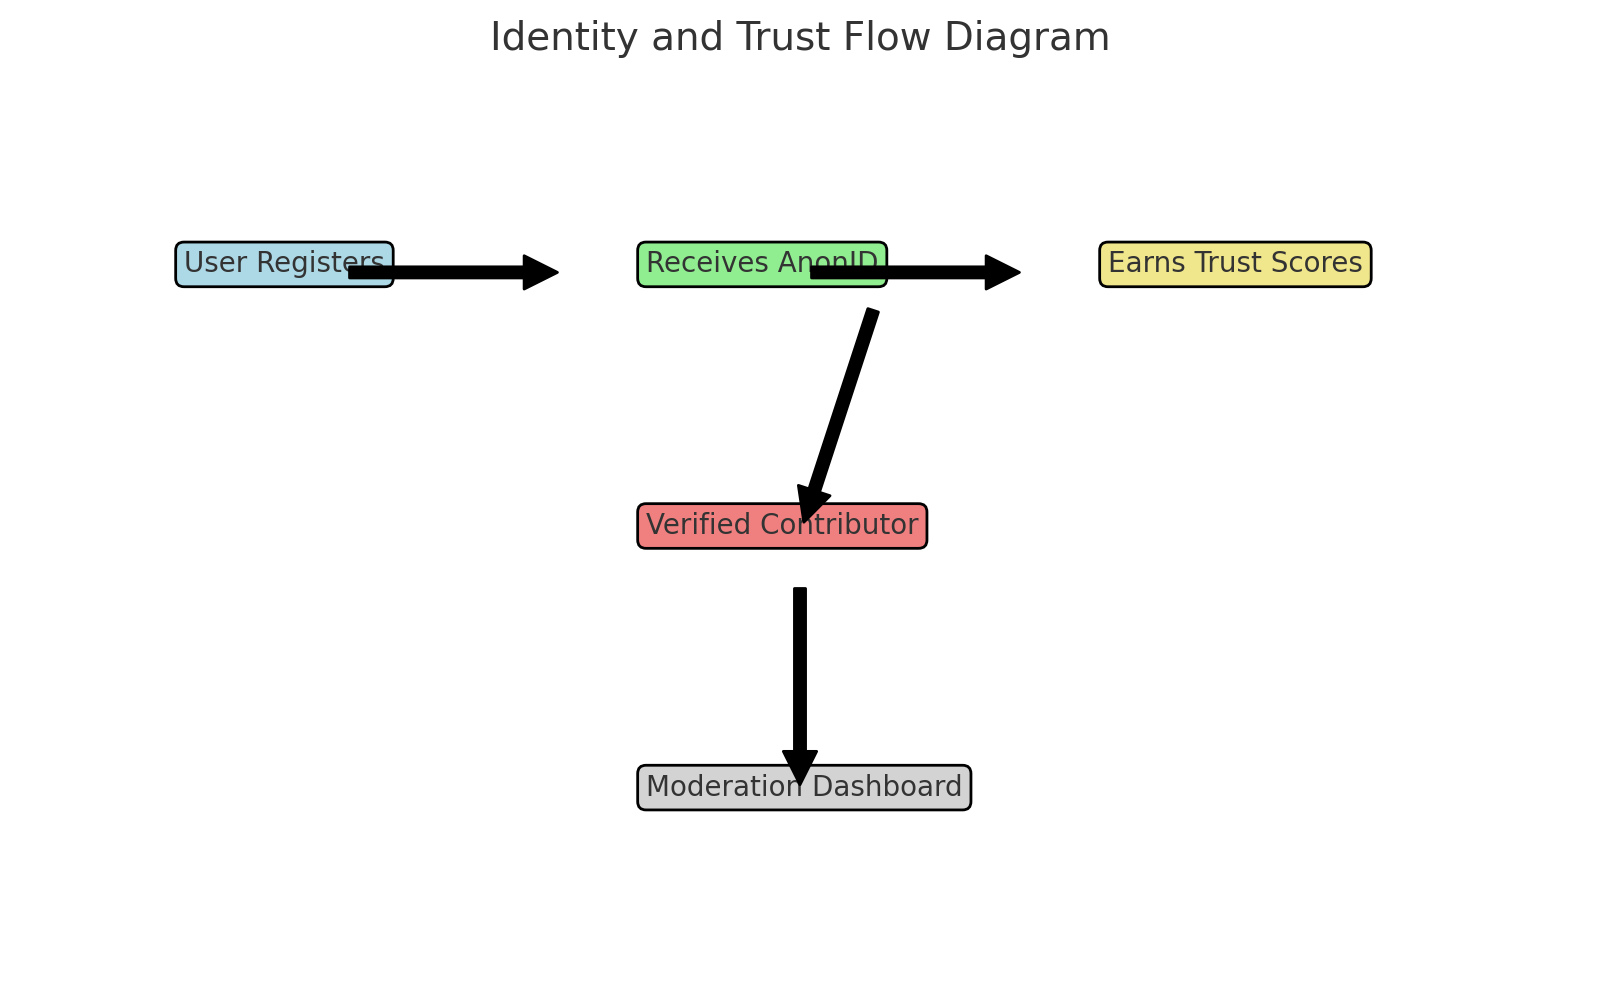 Identity and Trust Flow Diagram
User Registers
Receives AnonID
Earns Trust Scores
Verified Contributor
Moderation Dashboard